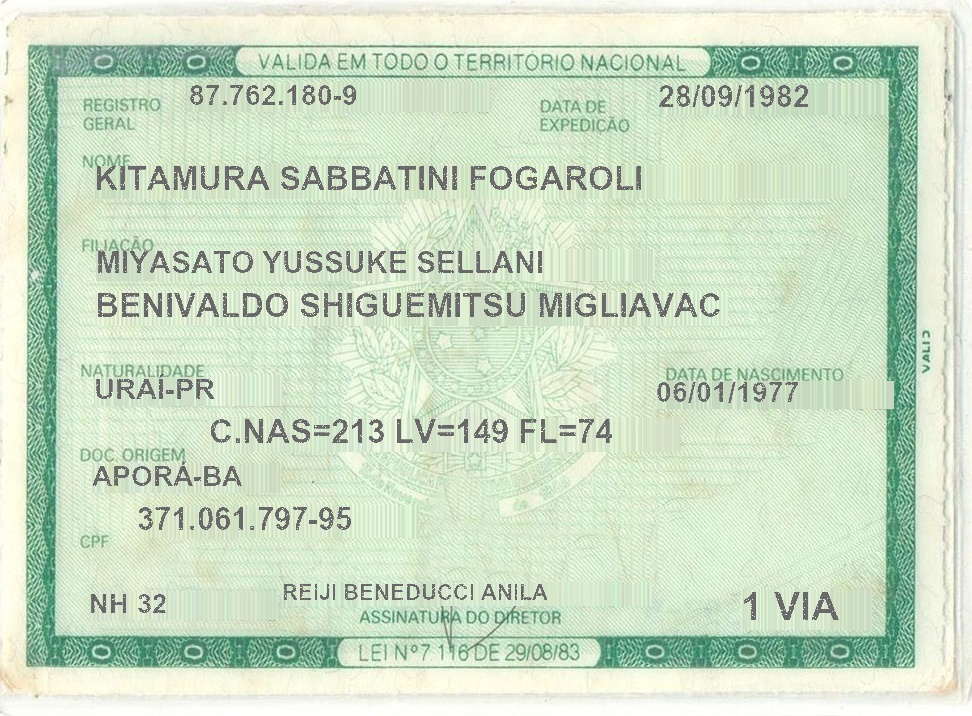 VALIDA EM TODO O TERRITÓRIO NACIONAL
REGISTRO GERAL 87.762.180-9 DATA DE EXPEDIÇÃO 28/09/1982
NOME
KITAMURA SABBATINI FOGAROLI
FILIAÇÃO
MIYASATO YUSSUKE SELLANI
BENIVALDO SHIGUEMITSU MIGLIAVAC
NATURALIDADE DATA DE NASCIMENTO
URAÍ-PR 06/01/1977
C.NAS=213 LV=149 FL=74
DOC. ORIGEM
APORÁ-BA
371.061.797-95
CPF
NH 32 REIJI BENEDUCCI ANILA 1 VIA
ASSINATURA DO DIRETOR
LEI Nº 7 116 DE 29/08/83